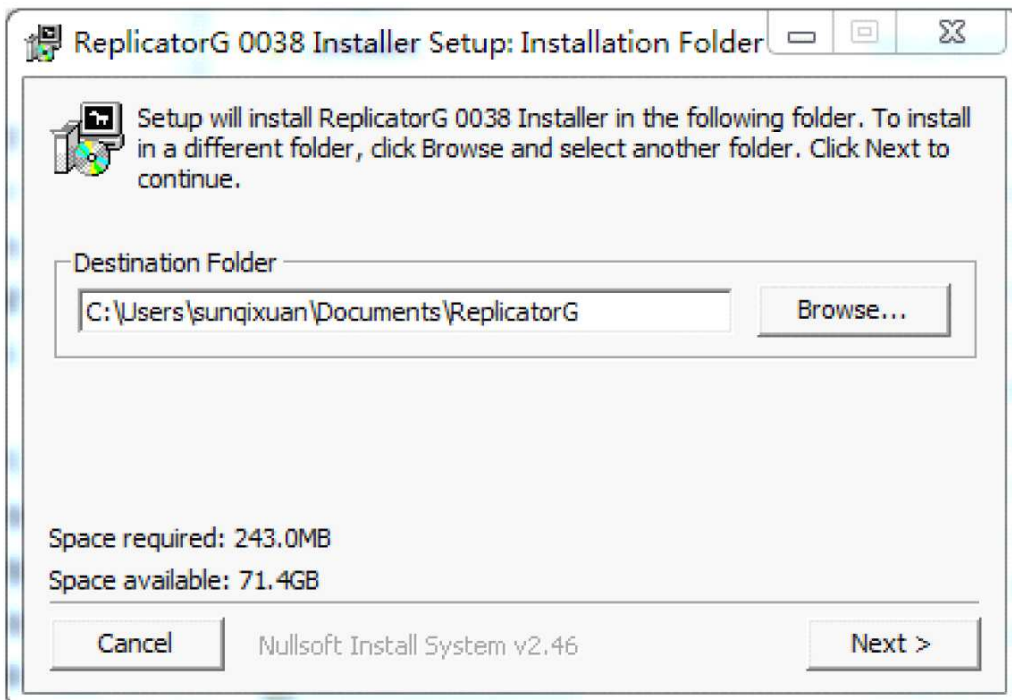 ReplicatorG 0038 Installer Setup: Installation Folder
Setup will install ReplicatorG 0038 Installer in the following folder. To install
in a different folder, click Browse and select another folder. Click Next to
continue.
Destination Folder
C:\Users\sunqixuan\Documents\ReplicatorG
Browse...
Space required: 243.0MB
Space available: 71.4GB
Cancel
Nullsoft Install System v2.46
Next >